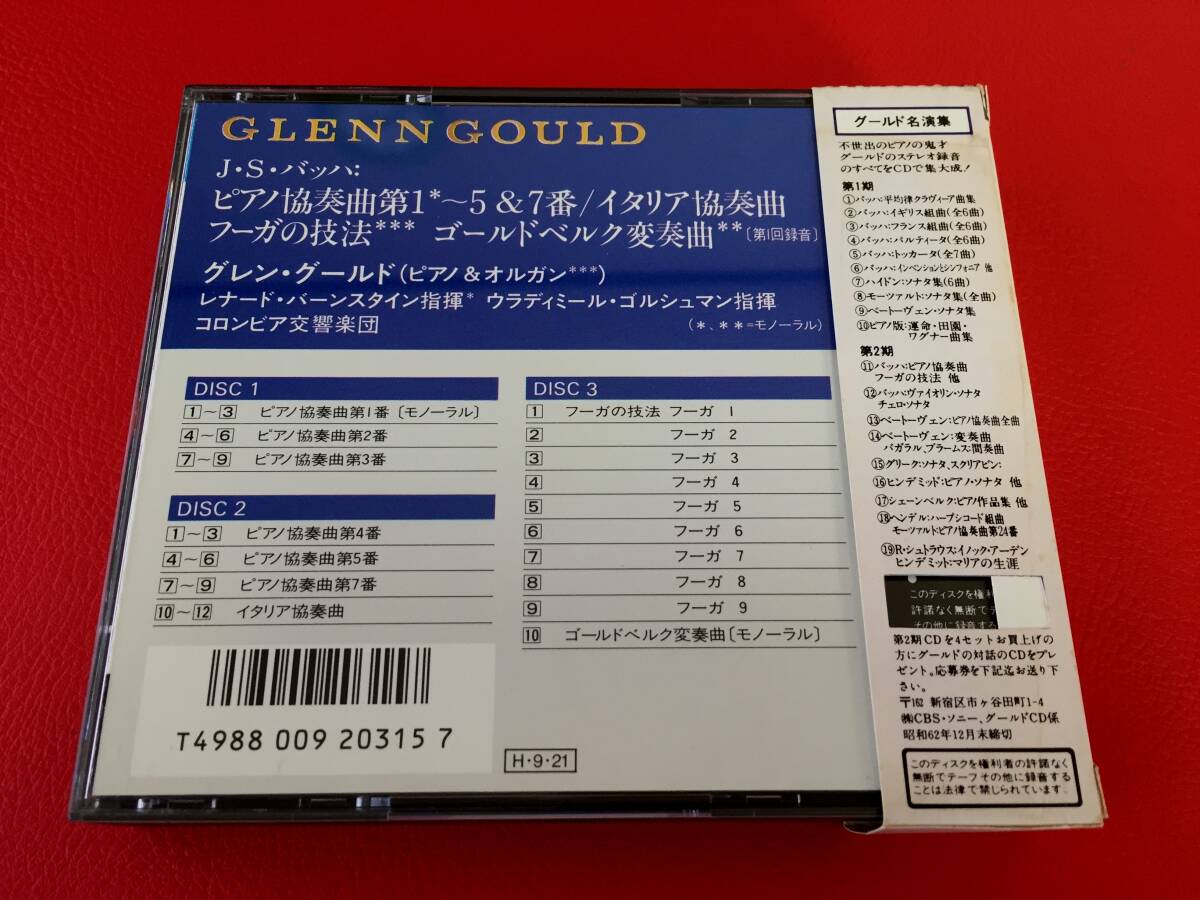 GLENN GOULD
J・S・バッハ:
ピアノ協奏曲第1*〜5&7番/イタリア協奏曲
フーガの技法*** ゴールドベルク変奏曲**〔第1回録音〕
グレン・グールド(ピアノ&オルガン***)
レナード・バーンスタイン指揮* ウラディミール・ゴルシュマン指揮
コロンビア交響楽団 (*、**=モノーラル)
DISC 1
1〜3 ピアノ協奏曲第1番〔モノーラル〕
4〜6 ピアノ協奏曲第2番
7〜9 ピアノ協奏曲第3番
DISC 2
1〜3 ピアノ協奏曲第4番
4〜6 ピアノ協奏曲第5番
7〜9 ピアノ協奏曲第7番
10〜12 イタリア協奏曲
DISC 3
1 フーガの技法 フーガ 1
2 フーガ 2
3 フーガ 3
4 フーガ 4
5 フーガ 5
6 フーガ 6
7 フーガ 7
8 フーガ 8
9 フーガ 9
10 ゴールドベルク変奏曲〔モノーラル〕
T4988 009 20315 7
H・9・21
グールド名演集
不世出のピアノの鬼才
グールドのステレオ録音
のすべてをCDで集大成!
第1期
①バッハ:平均律クラヴィーア曲集
②バッハ:イギリス組曲(全6曲)
③バッハ:フランス組曲(全6曲)
④バッハ:パルティータ(全6曲)
⑤バッハ:トッカータ(全7曲)
⑥バッハ:インベンションとシンフォニア 他
⑦ハイドン:ソナタ集(6曲)
⑧モーツァルト:ソナタ集(全曲)
⑨ベートーヴェン・ソナタ集
⑩ピアノ版:運命・田園・
ワグナー曲集
第2期
⑪バッハ:ピアノ協奏曲
フーガの技法 他
⑫バッハ:ヴァイオリン・ソナタ
チェロ・ソナタ
⑬ベートーヴェン:ピアノ協奏曲全曲
⑭ベートーヴェン:変奏曲
バガテル、ブラームス:間奏曲
⑮グリーク:ソナタ、スクリアビン:
⑯ヒンデミッド:ピアノ・ソナタ 他
⑰シェーンベルク:ピアノ作品集 他
⑱ヘンデル:ハープシコード組曲
モーツァルト:ピアノ協奏曲第24番
⑲R・シュトラウス:イノック・アーデン
ヒンデミッド:マリアの生涯
このディスクを権利
許諾なく無断でテ
その他に録音する
第2期CDを4セットお買上げの
方にグールドの対話のCDをプレ
ゼント。応募券を下記迄お送り下
さい。
〒162 新宿区市ヶ谷田町1-4
㈱CBS・ソニー、グールドCD係
昭和62年12月末締切
このディスクを権利者の許諾なく
無断でテープその他に録音する
ことは法律で禁じられています。